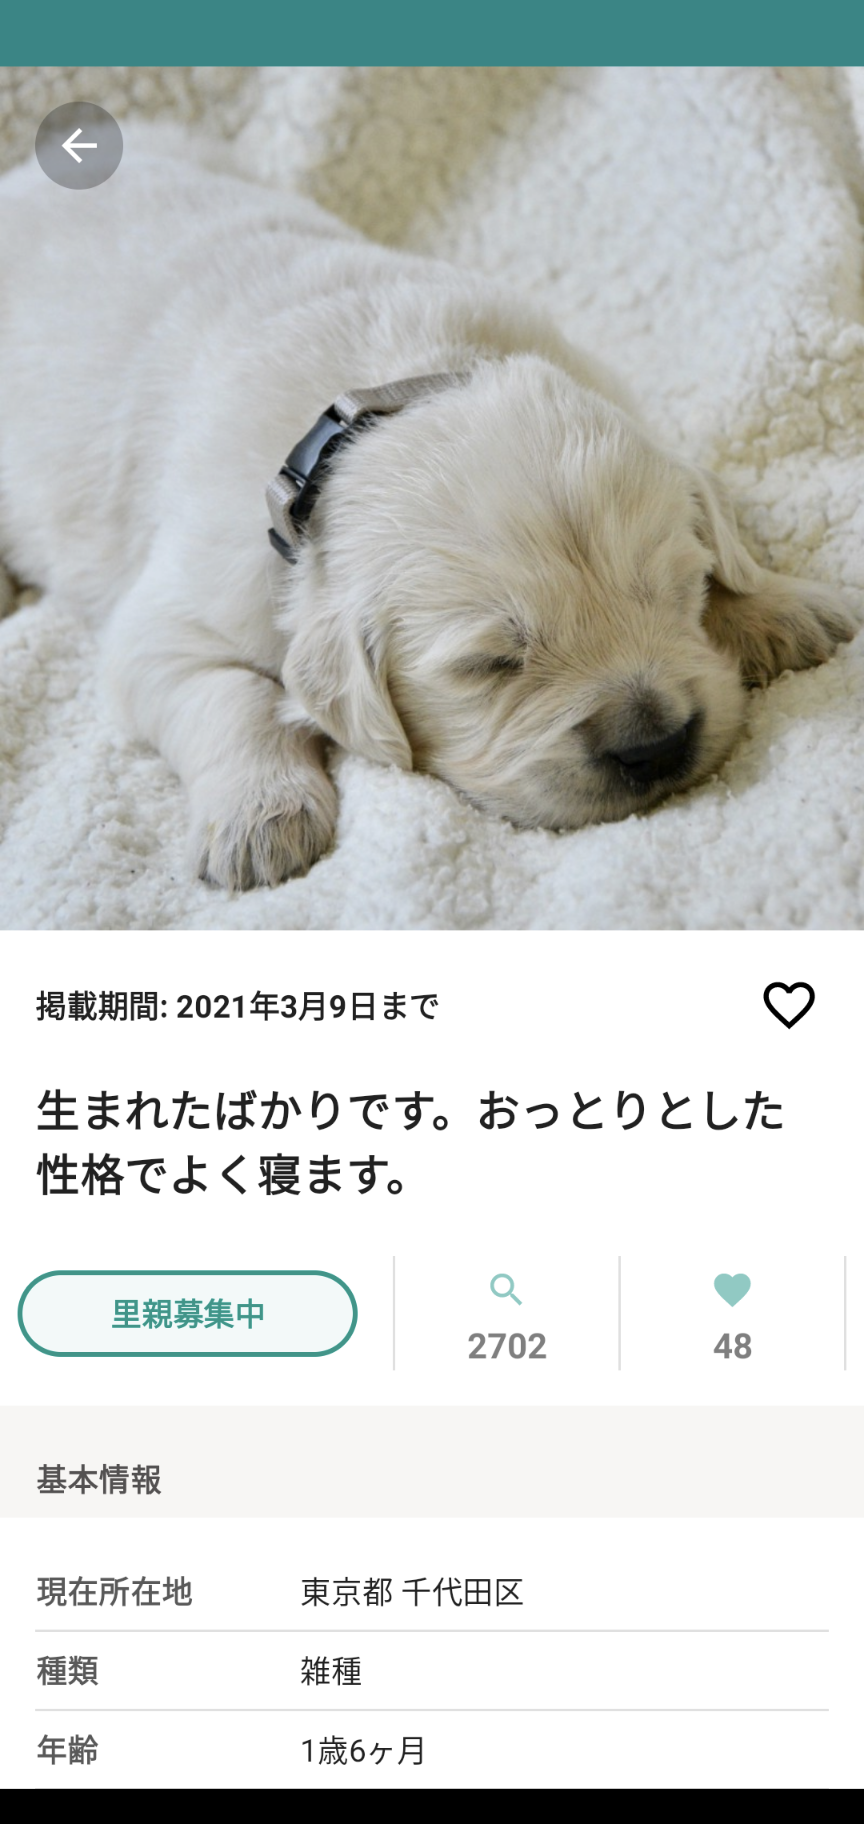 掲載期間: 2021年3月9日まで
生まれたばかりです。おっとりとした
性格でよく寝ます。
里親募集中
2702
48
基本情報
現在所在地 東京都 千代田区
種類 雑種
年齢 1歳6ヶ月